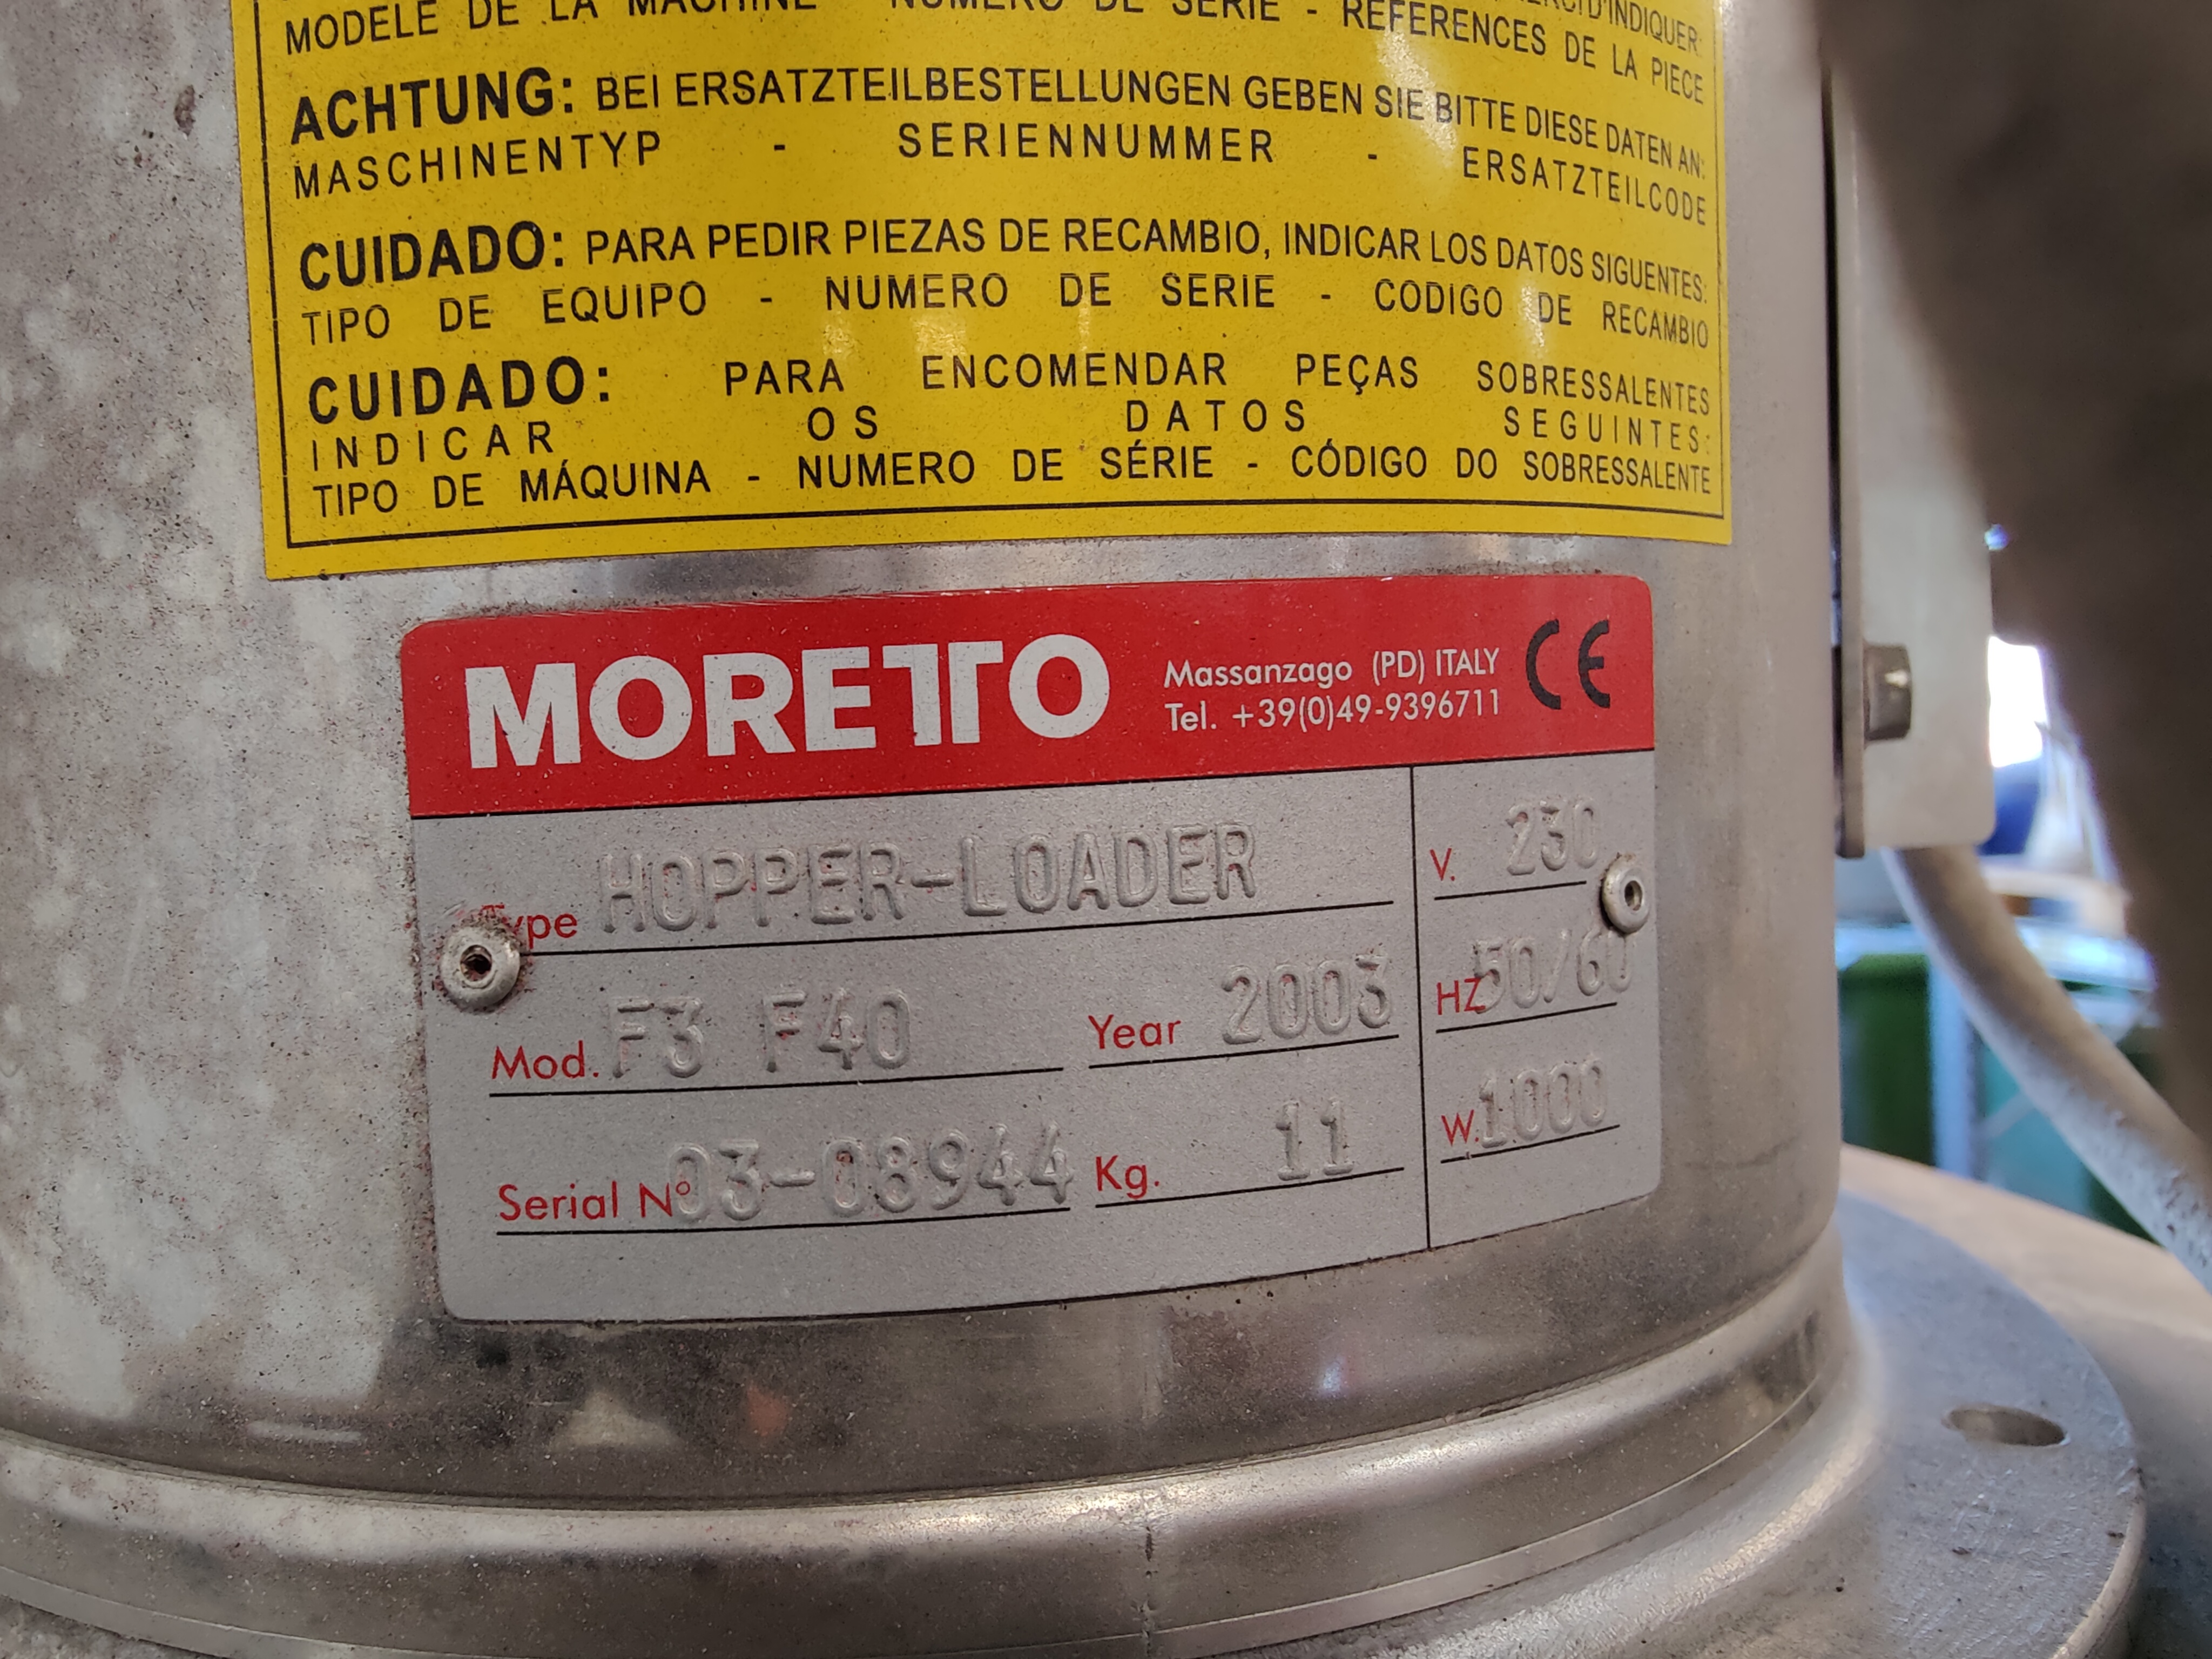 D'INDIQUER:
MODELE DE LA MACHINE - NUMERO DE SERIE - REFERENCES DE LA PIECE
ACHTUNG: BEI ERSATZTEILBESTELLUNGEN GEBEN SIE BITTE DIESE DATEN AN:
MASCHINENTYP - SERIENNUMMER - ERSATZTEILCODE
CUIDADO: PARA PEDIR PIEZAS DE RECAMBIO, INDICAR LOS DATOS SIGUENTES:
TIPO DE EQUIPO - NUMERO DE SERIE - CODIGO DE RECAMBIO
CUIDADO: PARA ENCOMENDAR PEÇAS SOBRESSALENTES
INDICAR OS DATOS SEGUINTES:
TIPO DE MÁQUINA - NUMERO DE SÉRIE - CÓDIGO DO SOBRESSALENTE
MORETTO
Massanzago (PD) ITALY
Tel. +39(0)49-9396711
CE
Type HOPPER-LOADER
V. 230
Mod. F3 F40 Year 2003
HZ 50/60
Serial N° 03-08944 Kg. 11
W. 1000